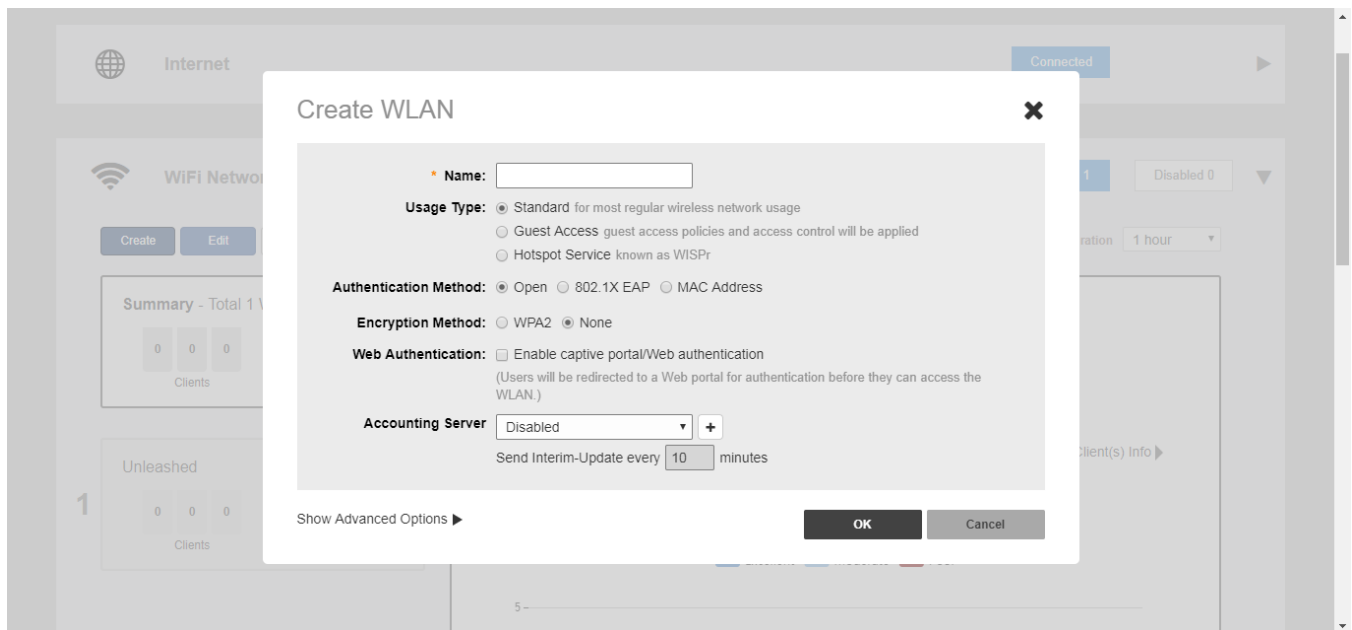 Internet
Connected
Create WLAN
WiFi Netwo
1
Disabled 0
* Name:
Usage Type: Standard for most regular wireless network usage
Guest Access guest access policies and access control will be applied
Hotspot Service known as WISPr
Create
Edit
ration 1 hour
Authentication Method: Open 802.1X EAP MAC Address
Summary - Total 1
Encryption Method: WPA2 None
0 0 0
Clients
Web Authentication: Enable captive portal/Web authentication
(Users will be redirected to a Web portal for authentication before they can access the
WLAN.)
Accounting Server Disabled +
Send Interim-Update every 10 minutes
Unleashed
Client(s) Info
1
0 0 0
Clients
Show Advanced Options
OK
Cancel
5